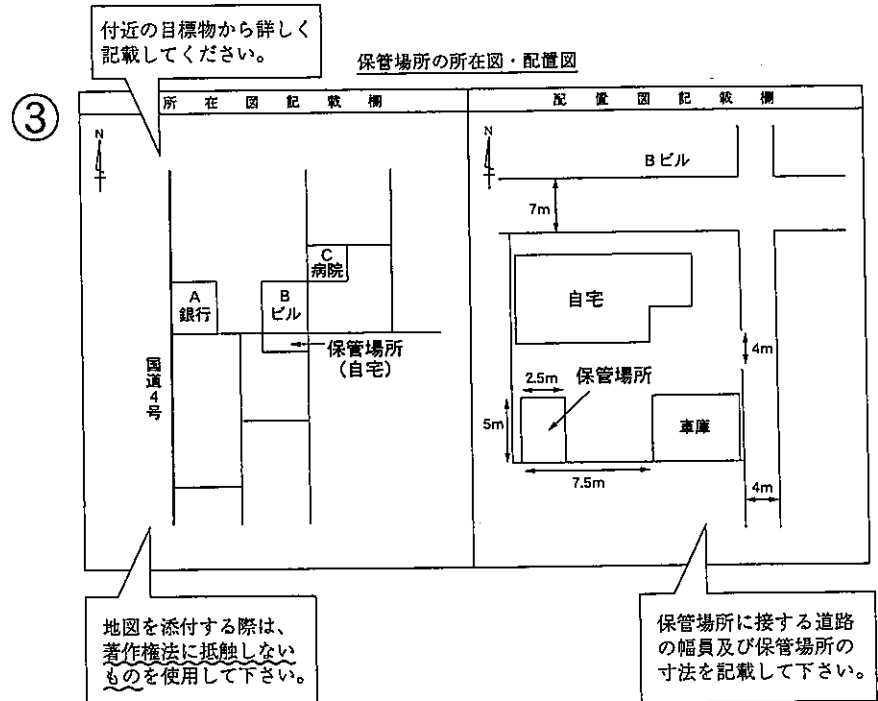 付近の目標物から詳しく
記載してください。
保管場所の所在図・配置図
③
所在図記載欄
配置図記載欄
N
A
銀行
B
ビル
C
病院
保管場所
(自宅)
国道4号
N
Bビル
7m
自宅
4m
2.5m
保管場所
5m
車庫
7.5m
4m
地図を添付する際は、
著作権法に抵触しない
ものを使用して下さい。
保管場所に接する道路
の幅員及び保管場所の
寸法を記載して下さい。